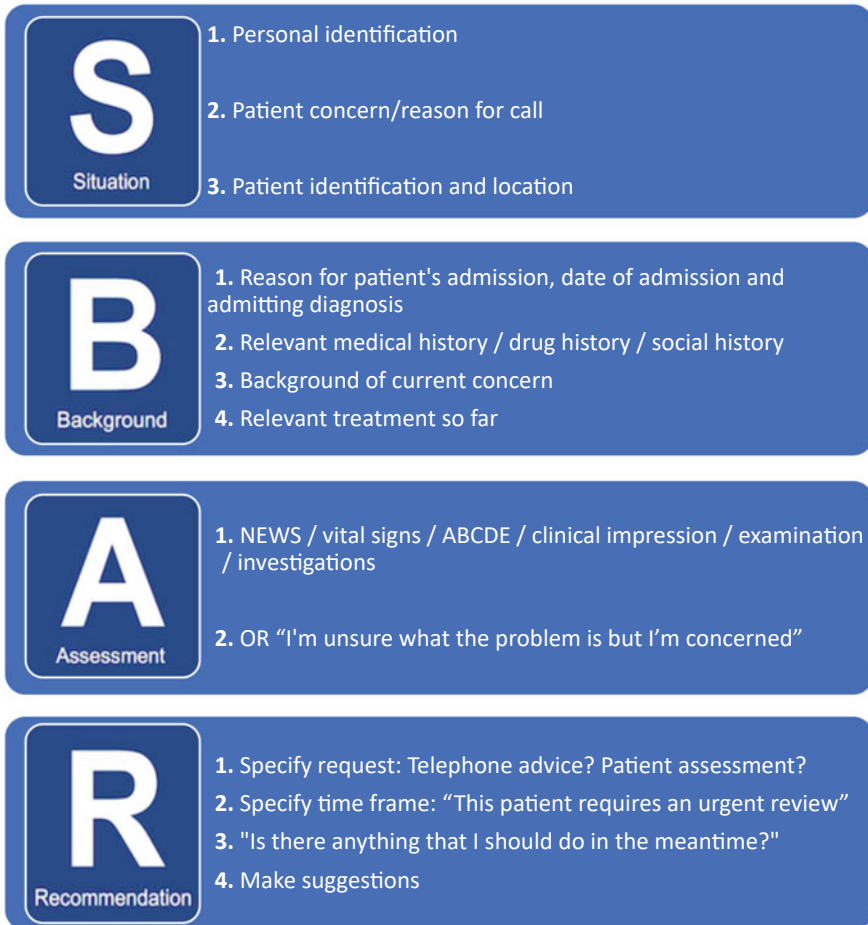 S
Situation
1. Personal identification
2. Patient concern/reason for call
3. Patient identification and location
B
Background
1. Reason for patient's admission, date of admission and
admitting diagnosis
2. Relevant medical history / drug history / social history
3. Background of current concern
4. Relevant treatment so far
A
Assessment
1. NEWS / vital signs / ABCDE / clinical impression / examination
/ investigations
2. OR “I'm unsure what the problem is but I’m concerned”
R
Recommendation
1. Specify request: Telephone advice? Patient assessment?
2. Specify time frame: “This patient requires an urgent review”
3. "Is there anything that I should do in the meantime?"
4. Make suggestions